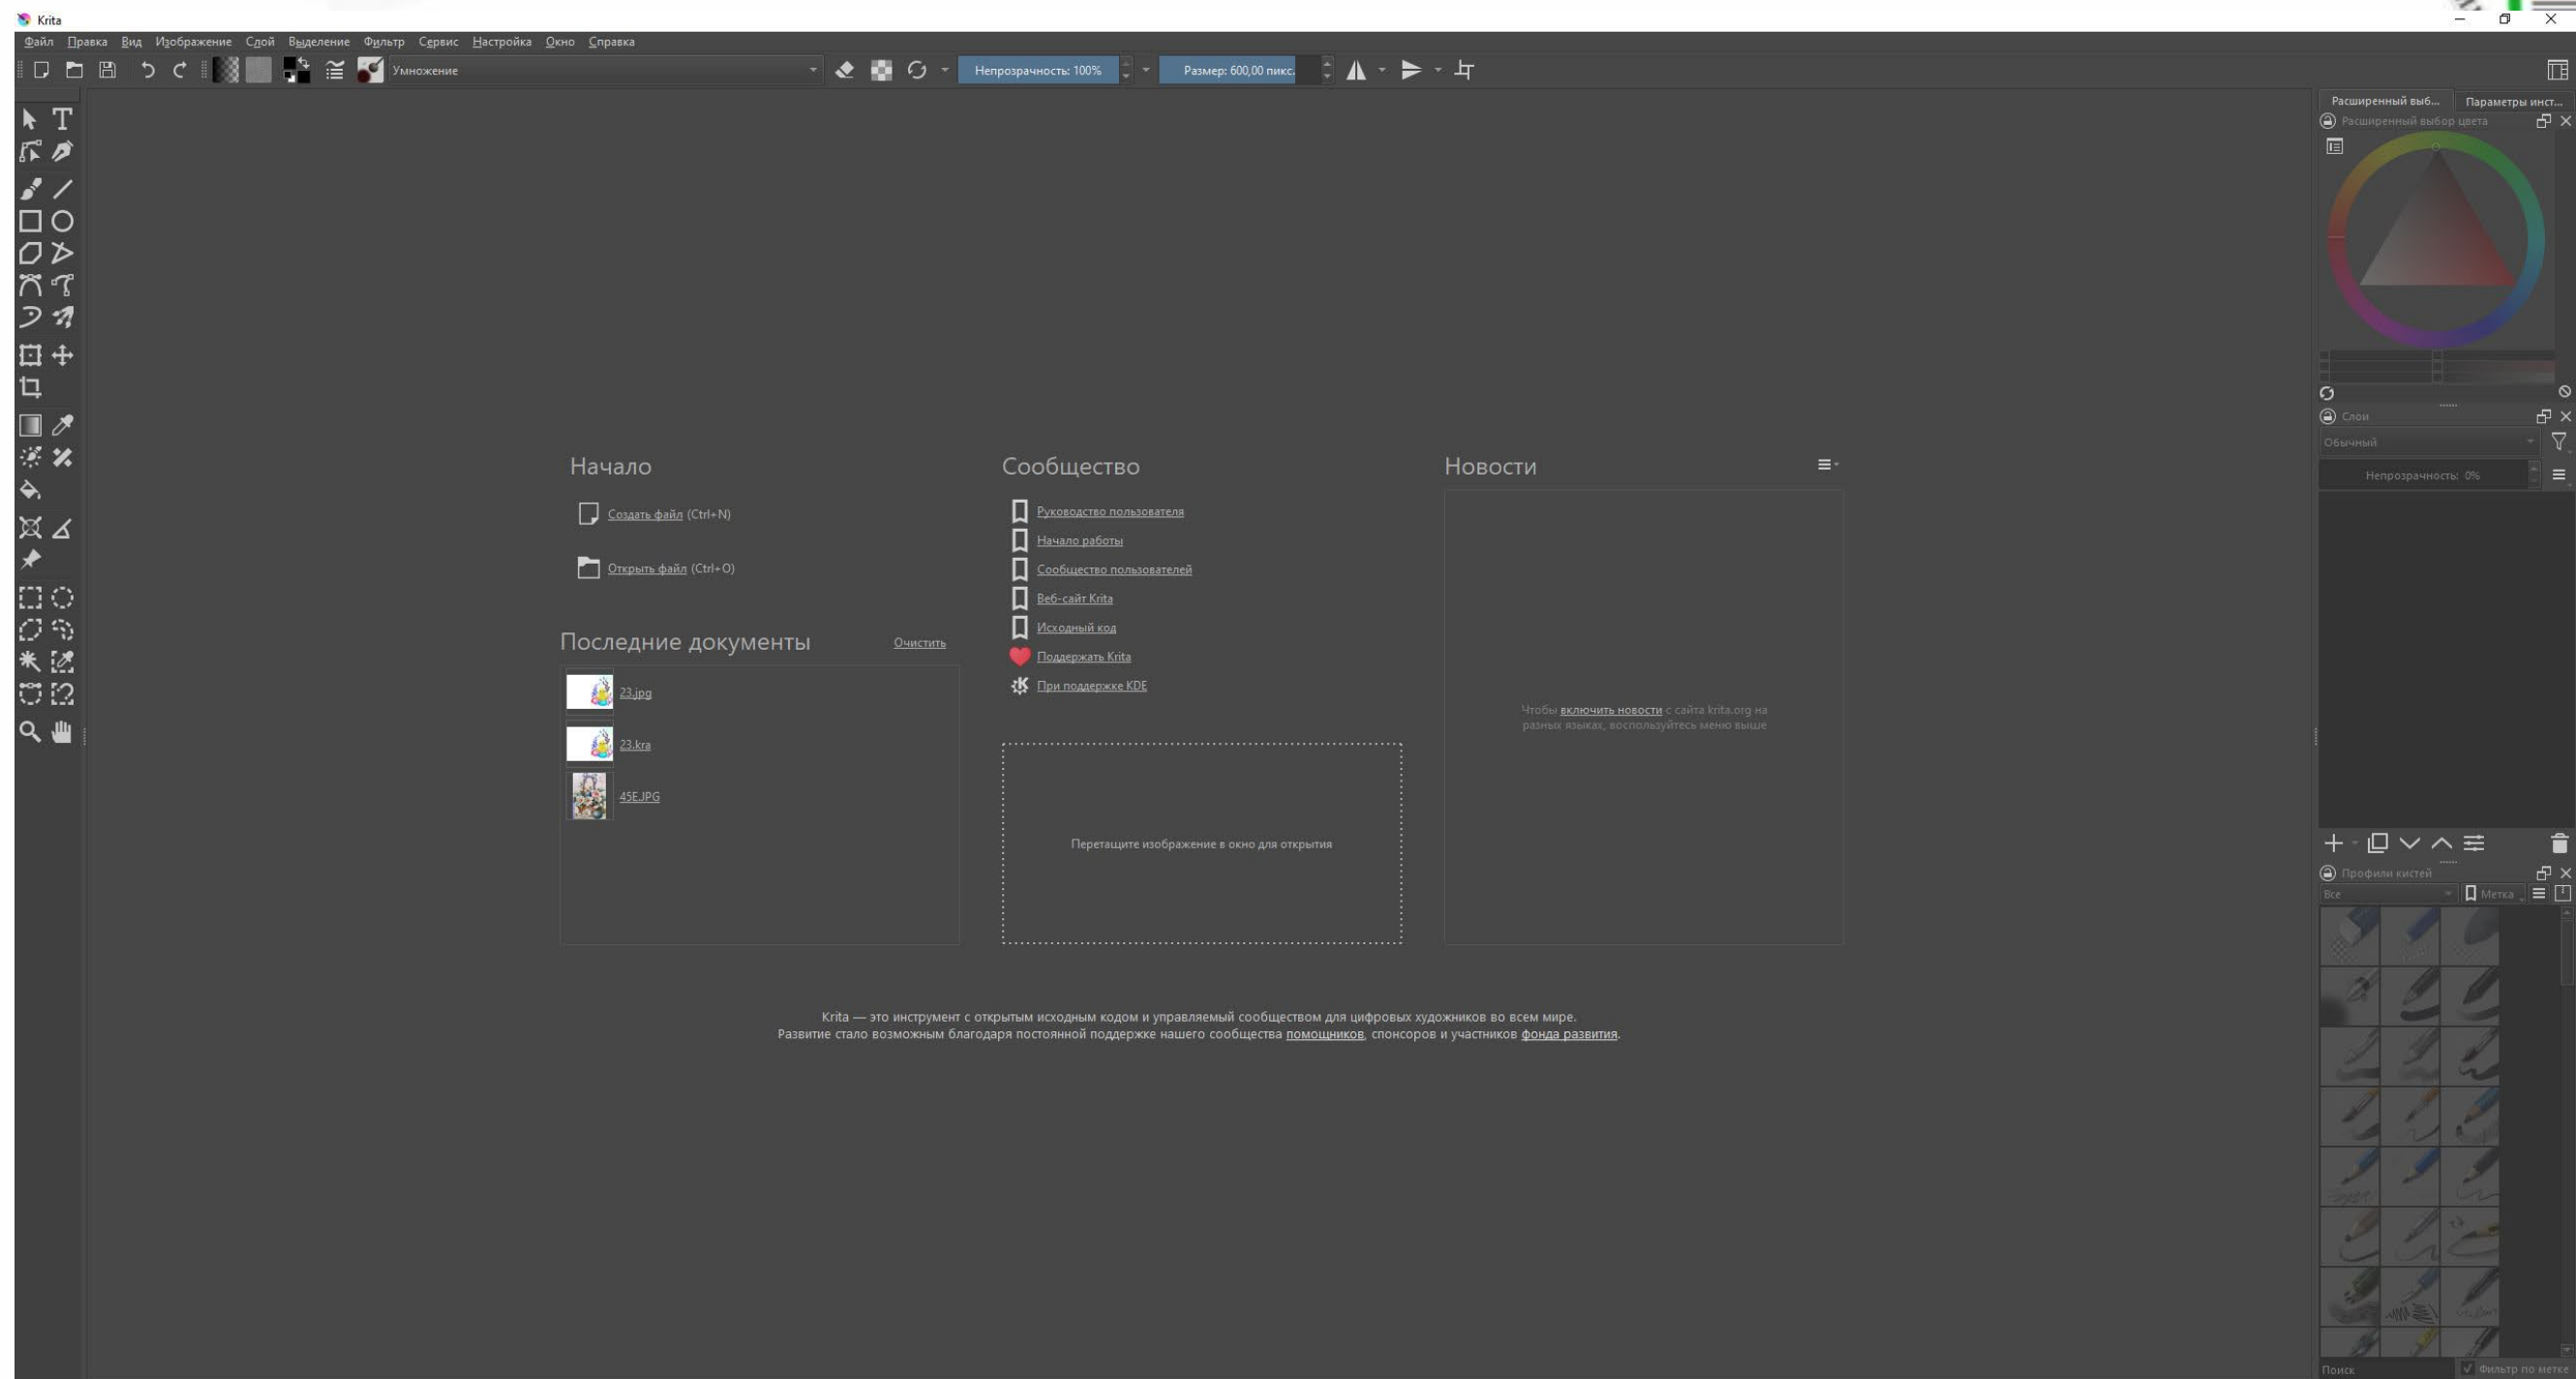 Krita
Файл Правка Вид Изображение Слой Выделение Фильтр Сервис Настройка Окно Справка
Умножение
Непрозрачность: 100%
Размер: 600,00 пикс.
Расширенный выб... Параметры инст...
Расширенный выбор цвета
Слои
Обычный
Непрозрачность: 0%
Начало
Создать файл (Ctrl+N)
Открыть файл (Ctrl+O)
Последние документы Очистить
23.jpg
23.kra
45E.JPG
Сообщество
Руководство пользователя
Начало работы
Сообщество пользователей
Веб-сайт Krita
Исходный код
Поддержать Krita
При поддержке KDE
Перетащите изображение в окно для открытия
Новости
Чтобы включить новости с сайта krita.org на
разных языках, воспользуйтесь меню выше
Krita — это инструмент с открытым исходным кодом и управляемый сообществом для цифровых художников во всем мире.
Развитие стало возможным благодаря постоянной поддержке нашего сообщества помощников, спонсоров и участников фонда развития.
Профили кистей
Все Метка
Поиск Фильтр по метке